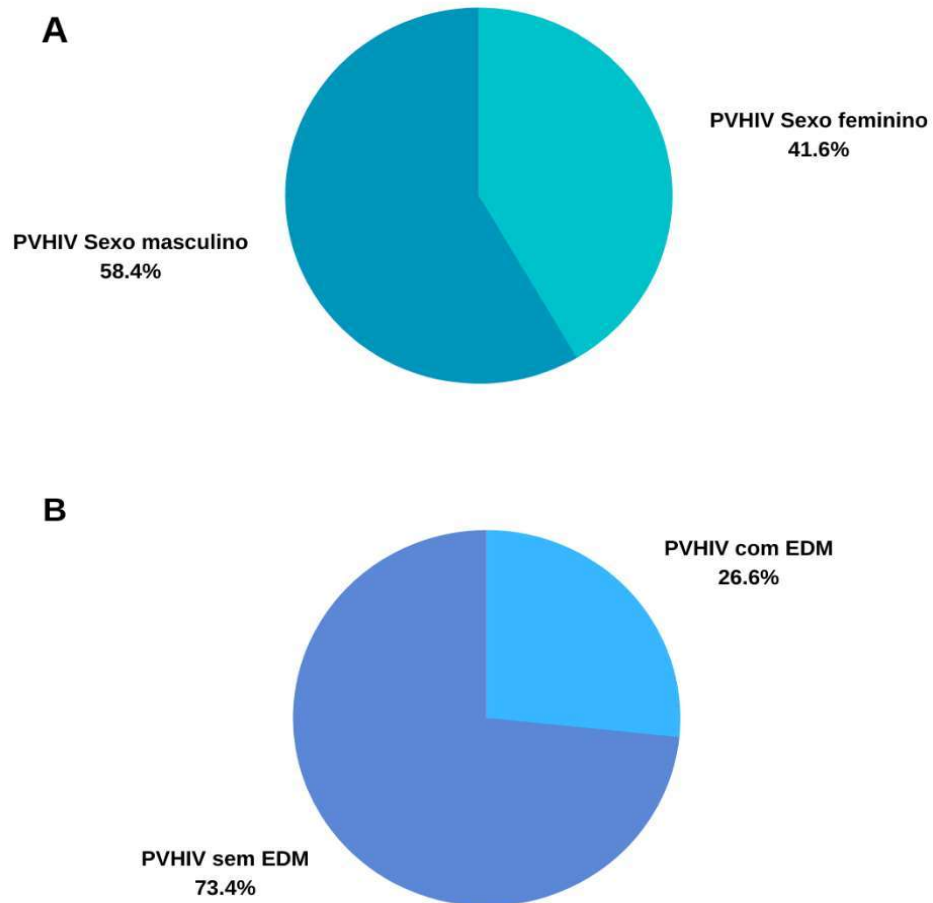 A
PVHIV Sexo feminino
41.6%
PVHIV Sexo masculino
58.4%
B
PVHIV com EDM
26.6%
PVHIV sem EDM
73.4%